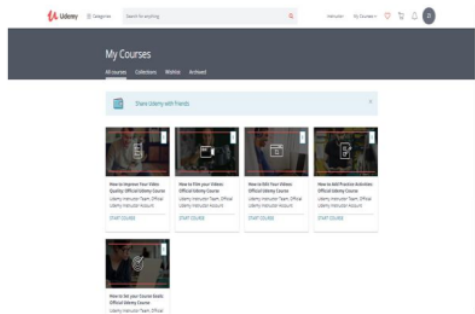 Udemy
Categories
Search for anything
Instructor
My Courses
My Courses
All courses
Collections
Wishlist
Archived
Share Udemy with friends
How to Improve Your Video
Quality: Official Udemy Course
Udemy Instructor Team, Official
Udemy Instructor Account
START COURSE
How to Film your Videos:
Official Udemy Course
Udemy Instructor Team, Official
Udemy Instructor Account
START COURSE
How to Edit Your Videos:
Official Udemy Course
Udemy Instructor Team, Official
Udemy Instructor Account
START COURSE
How to Add Practice Activities:
Official Udemy Course
Udemy Instructor Team, Official
Udemy Instructor Account
START COURSE
How to Set your Course Goals:
Official Udemy Course
Udemy Instructor Team, Official